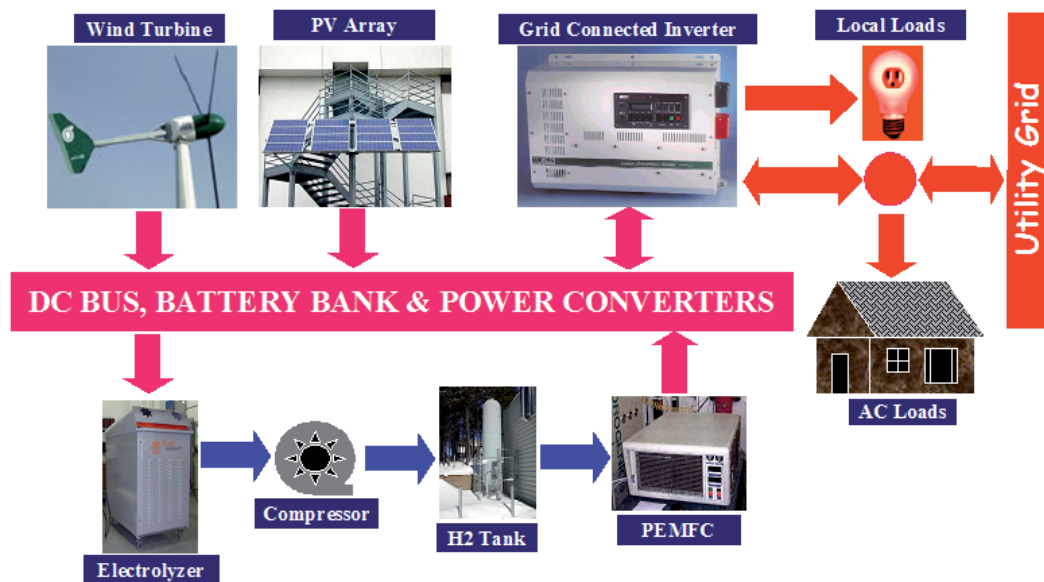 Wind Turbine
PV Array
Grid Connected Inverter
Local Loads
Utility Grid
DC BUS, BATTERY BANK & POWER CONVERTERS
AC Loads
Compressor
H2 Tank
PEMFC
Electrolyzer